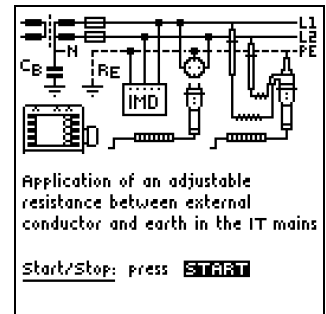 L1
L2
N
PE
CB
RE
IMD
Application of an adjustable
resistance between external
conductor and earth in the IT mains
Start/Stop: press START